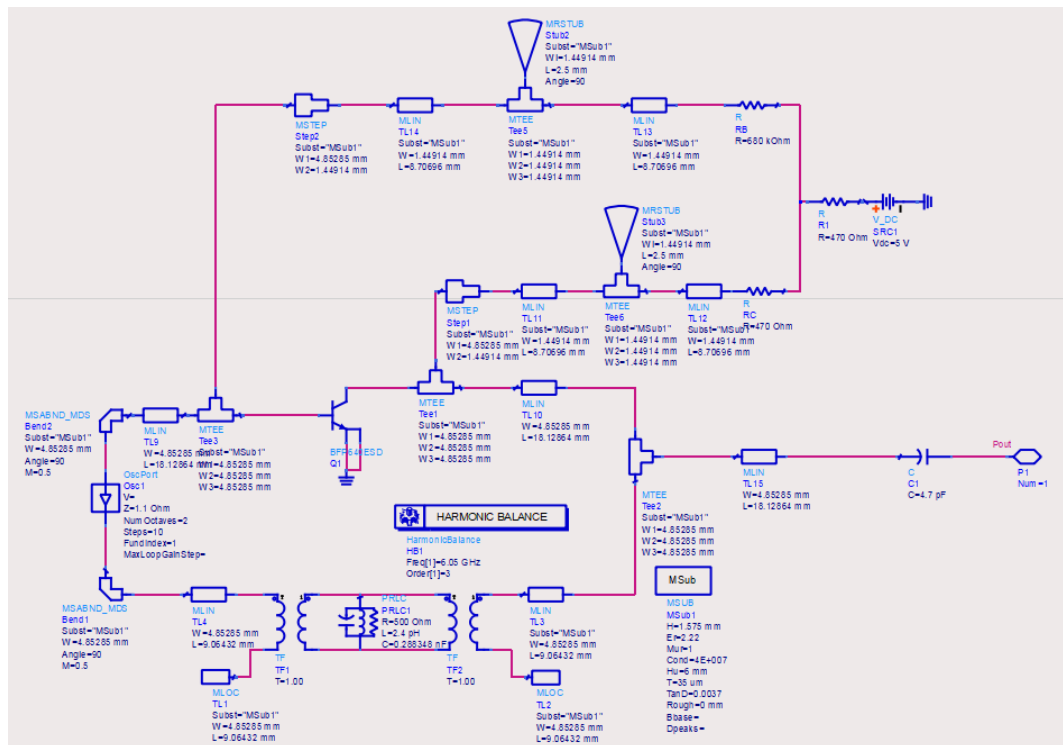 MRSTUB
Stub2
Subst="MSub1"
Wi=1.44914 mm
L=2.5 mm
Angle=90
MSTEP
Step2
Subst="MSub1"
W1=4.85285 mm
W2=1.44914 mm
MLIN
TL14
Subst="MSub1"
W=1.44914 mm
L=8.70696 mm
MTEE
Tee5
Subst="MSub1"
W1=1.44914 mm
W2=1.44914 mm
W3=1.44914 mm
MLIN
TL13
Subst="MSub1"
W=1.44914 mm
L=8.70696 mm
R
RB
R=680 kOhm
R
R1
R=470 Ohm
V_DC
SRC1
Vdc=5 V
MRSTUB
Stub3
Subst="MSub1"
Wi=1.44914 mm
L=2.5 mm
Angle=90
MSTEP
Step1
Subst="MSub1"
W1=4.85285 mm
W2=1.44914 mm
MLIN
TL11
Subst="MSub1"
W=1.44914 mm
L=8.70696 mm
MTEE
Tee6
Subst="MSub1"
W1=1.44914 mm
W2=1.44914 mm
W3=1.44914 mm
MLIN
TL12
Subst="MSub1"
W=1.44914 mm
L=8.70696 mm
R
RC
R=470 Ohm
MSABND_MDS
Bend2
Subst="MSub1"
W=4.85285 mm
Angle=90
M=0.5
MLIN
TL9
Subst="MSub1"
W=4.85285 mm
L=18.12864 mm
MTEE
Tee3
Subst="MSub1"
W1=4.85285 mm
W2=4.85285 mm
W3=4.85285 mm
Q1
MTEE
Tee1
Subst="MSub1"
W1=4.85285 mm
W2=4.85285 mm
W3=4.85285 mm
MLIN
TL10
Subst="MSub1"
W=4.85285 mm
L=18.12864 mm
MTEE
Tee2
Subst="MSub1"
W1=4.85285 mm
W2=4.85285 mm
W3=4.85285 mm
MLIN
TL15
Subst="MSub1"
W=4.85285 mm
L=18.12864 mm
C
C1
C=4.7 pF
Pout
P1
Num=1
OscPort
Osc1
V=
Z=1.1 Ohm
NumOctaves=2
Steps=10
FundIndex=1
MaxLoopGainStep=
HARMONIC BALANCE
HarmonicBalance
HB1
Freq[1]=6.05 GHz
Order[1]=3
MSABND_MDS
Bend1
Subst="MSub1"
W=4.85285 mm
Angle=90
M=0.5
MLIN
TL4
Subst="MSub1"
W=4.85285 mm
L=9.06432 mm
MLOC
TL1
Subst="MSub1"
W=4.85285 mm
L=9.06432 mm
TF
TF1
T=1.00
PRLC
PRLC1
R=500 Ohm
L=2.4 pH
C=0.288348 nF
TF
TF2
T=1.00
MLIN
TL3
Subst="MSub1"
W=4.85285 mm
L=9.06432 mm
MLOC
TL2
Subst="MSub1"
W=4.85285 mm
L=9.06432 mm
MSub
MSUB
MSub1
H=1.575 mm
Er=2.22
Mur=1
Cond=4E+007
Hu=6 mm
T=35 um
TanD=0.0037
Rough=0 mm
Bbase=
Dpeaks=